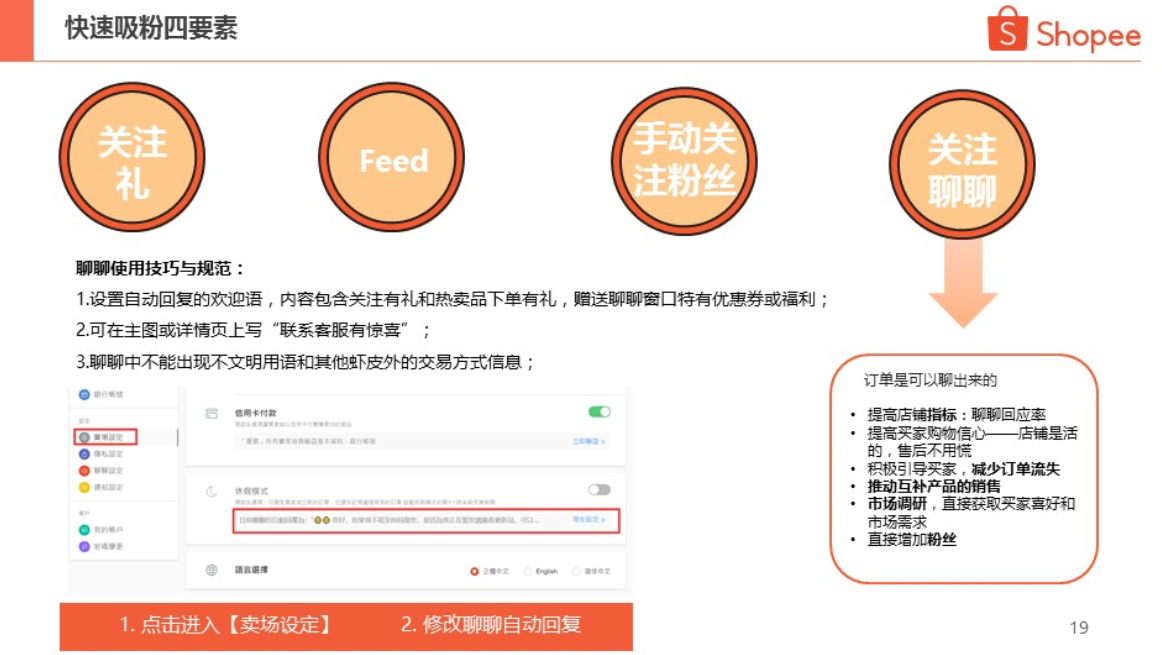 快速吸粉四要素
Shopee
关注
礼
Feed
手动关
注粉丝
关注
聊聊
聊聊使用技巧与规范：
1.设置自动回复的欢迎语，内容包含关注有礼和热卖品下单有礼，赠送聊聊窗口特有优惠券或福利；
2.可在主图或详情页上写“联系客服有惊喜”；
3.聊聊中不能出现不文明用语和其他虾皮外的交易方式信息；
銀行帳號
賣場設定
隱私設定
聊聊設定
通知設定
我的帳戶
密碼變更
信用卡付款
立即驗證 >
休假模式
現在設定 >
語言選擇
正體中文
English
简体中文
1. 点击进入【卖场设定】
2. 修改聊聊自动回复
订单是可以聊出来的
• 提高店铺指标：聊聊回应率
• 提高买家购物信心——店铺是活
的，售后不用慌
• 积极引导买家，减少订单流失
• 推动互补产品的销售
• 市场调研，直接获取买家喜好和
市场需求
• 直接增加粉丝
19